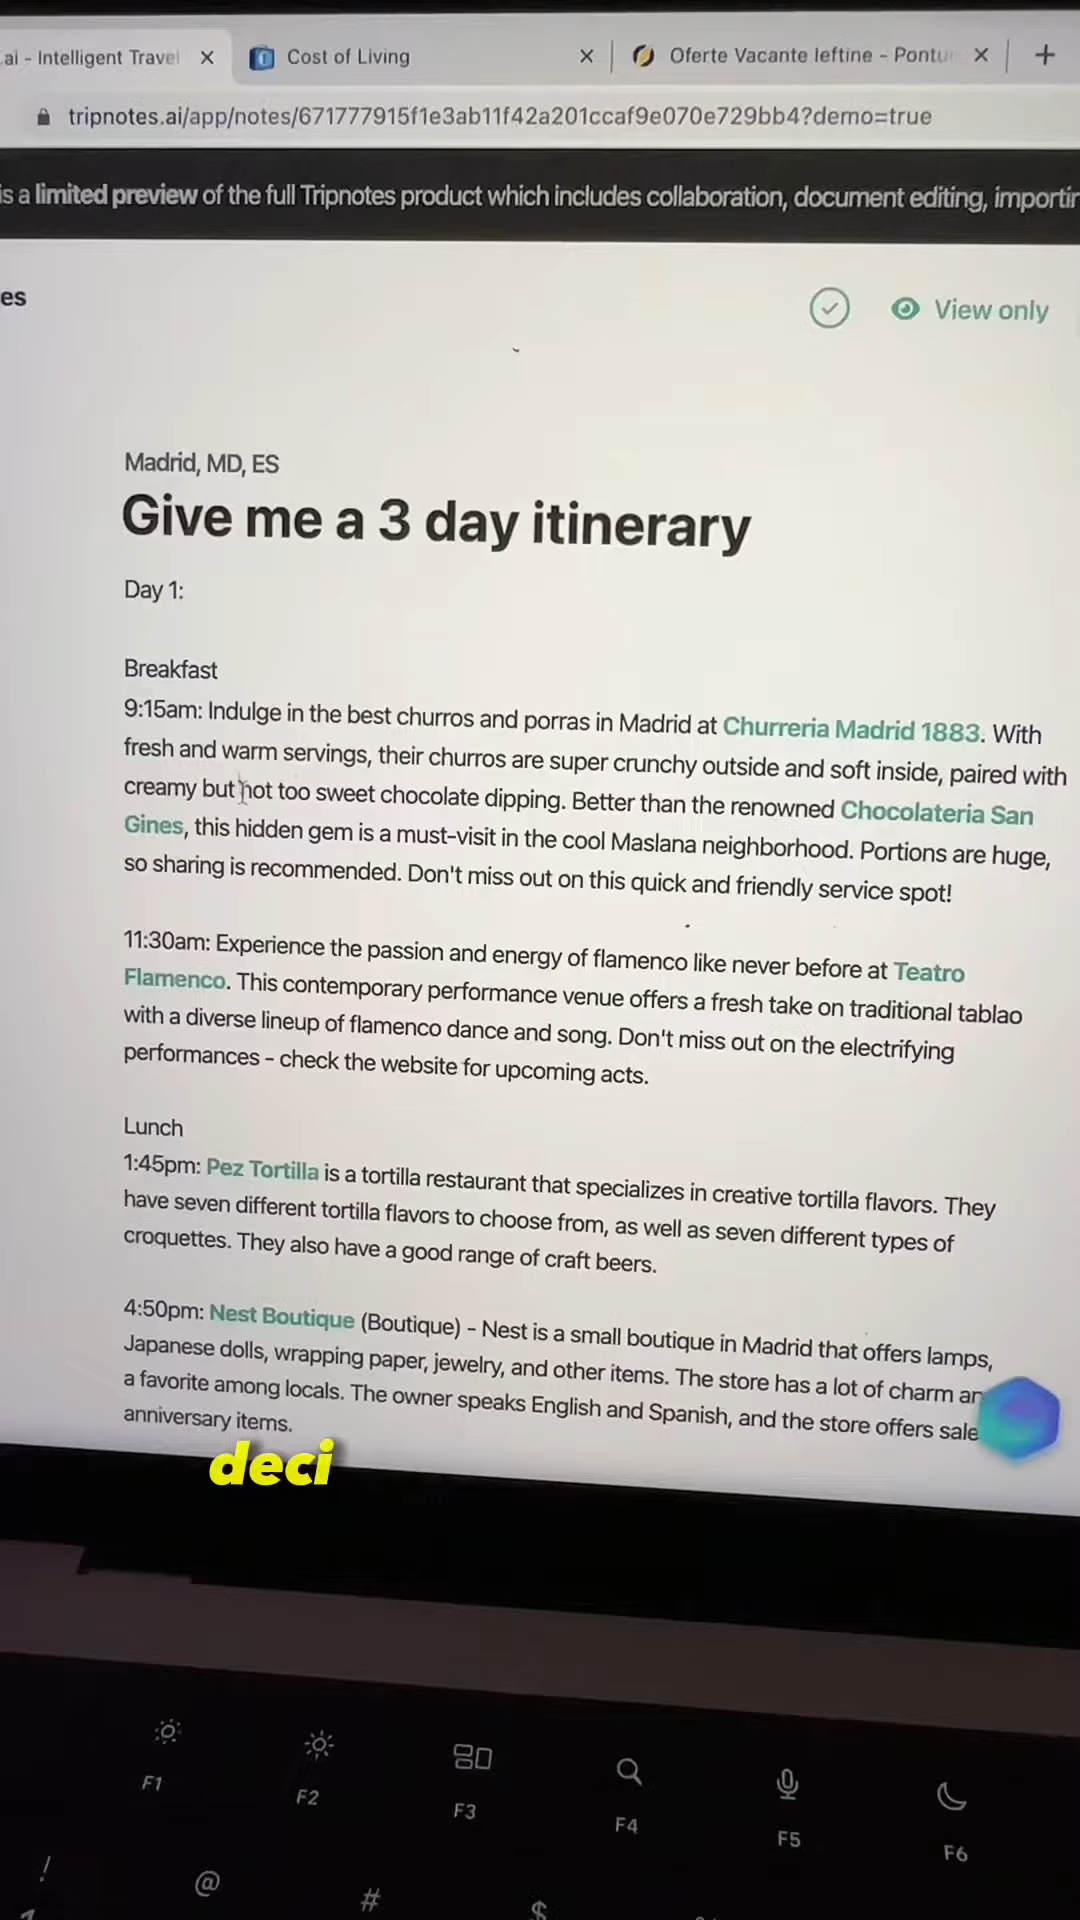 .ai - Intelligent Travel
Cost of Living
Oferte Vacante Ieftine - Pontu
tripnotes.ai/app/notes/671777915f1e3ab11f42a201ccaf9e070e729bb4?demo=true
is a limited preview of the full Tripnotes product which includes collaboration, document editing, importin
es
View only
Madrid, MD, ES
Give me a 3 day itinerary
Day 1:
Breakfast
9:15am: Indulge in the best churros and porras in Madrid at Churreria Madrid 1883. With
fresh and warm servings, their churros are super crunchy outside and soft inside, paired with
creamy but not too sweet chocolate dipping. Better than the renowned Chocolateria San
Gines, this hidden gem is a must-visit in the cool Maslana neighborhood. Portions are huge,
so sharing is recommended. Don't miss out on this quick and friendly service spot!
11:30am: Experience the passion and energy of flamenco like never before at Teatro
Flamenco. This contemporary performance venue offers a fresh take on traditional tablao
with a diverse lineup of flamenco dance and song. Don't miss out on the electrifying
performances - check the website for upcoming acts.
Lunch
1:45pm: Pez Tortilla is a tortilla restaurant that specializes in creative tortilla flavors. They
have seven different tortilla flavors to choose from, as well as seven different types of
croquettes. They also have a good range of craft beers.
4:50pm: Nest Boutique (Boutique) - Nest is a small boutique in Madrid that offers lamps,
Japanese dolls, wrapping paper, jewelry, and other items. The store has a lot of charm an
a favorite among locals. The owner speaks English and Spanish, and the store offers sale
anniversary items.
deci
F1
F2
F3
F4
F5
F6
!
@
#
$